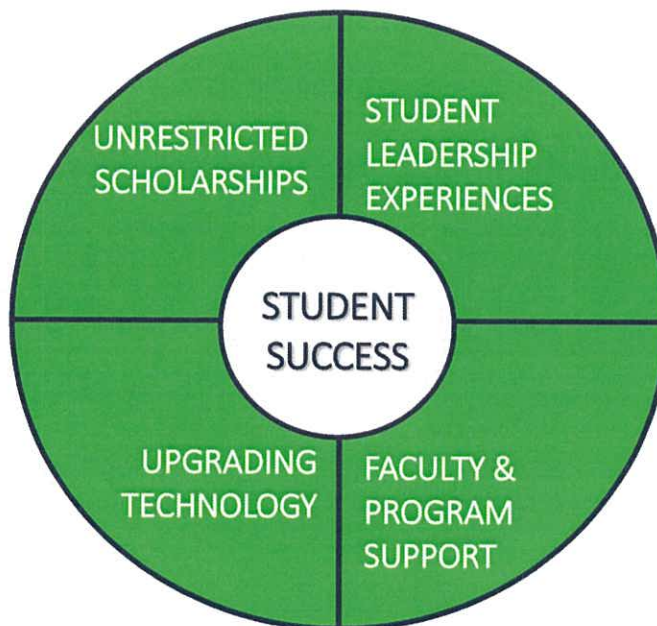 UNRESTRICTED
SCHOLARSHIPS
STUDENT
LEADERSHIP
EXPERIENCES
STUDENT
SUCCESS
UPGRADING
TECHNOLOGY
FACULTY &
PROGRAM
SUPPORT